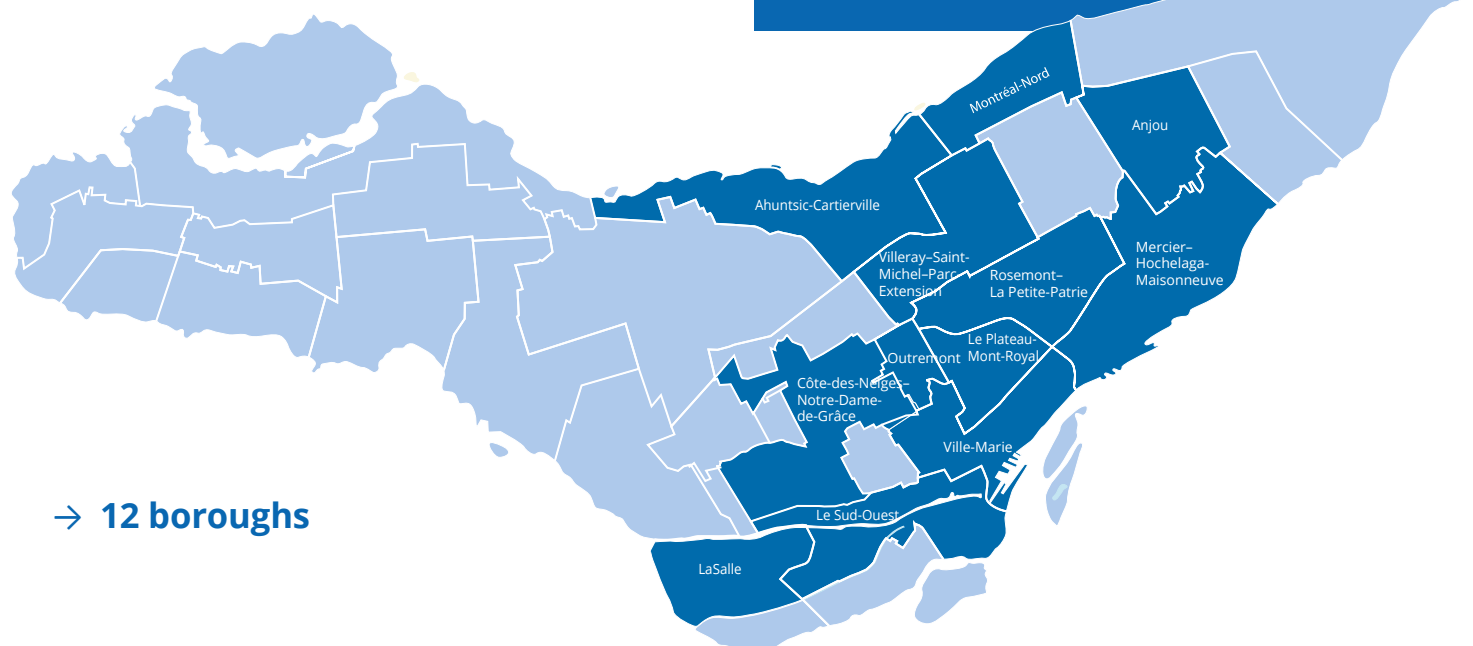 Montréal-Nord
Anjou
Ahuntsic-Cartierville
Villeray–Saint-
Michel–Parc-
Extension
Mercier–
Hochelaga-
Maisonneuve
Rosemont–
La Petite-Patrie
Le Plateau-
Mont-Royal
Outremont
Côte-des-Neiges–
Notre-Dame-
de-Grâce
Ville-Marie
Le Sud-Ouest
LaSalle
→ 12 boroughs